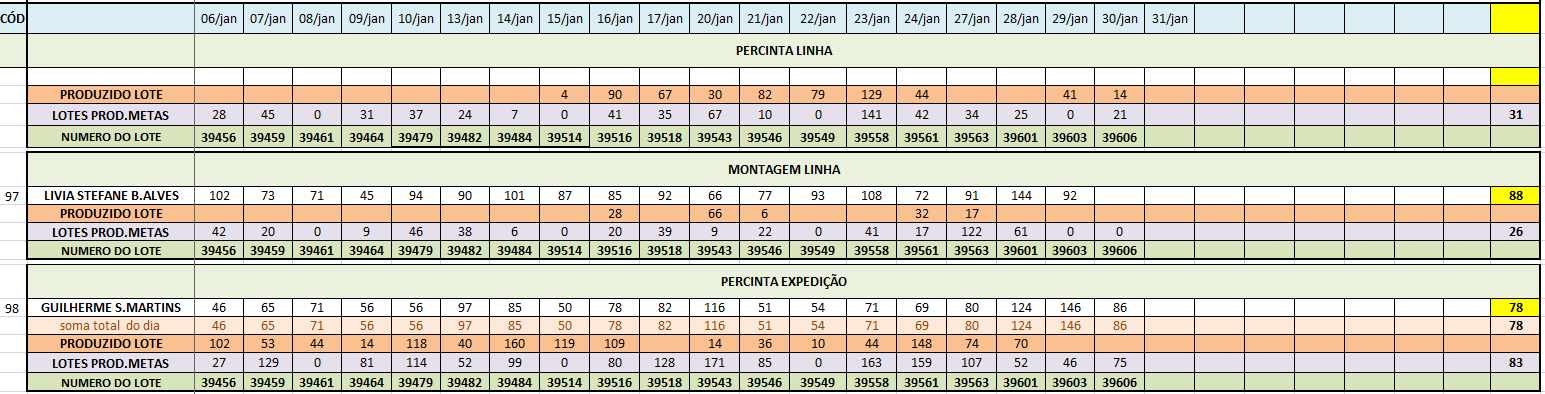 CÓD 06/jan 07/jan 08/jan 09/jan 10/jan 13/jan 14/jan 15/jan 16/jan 17/jan 20/jan 21/jan 22/jan 23/jan 24/jan 27/jan 28/jan 29/jan 30/jan 31/jan
PERCINTA LINHA
PRODUZIDO LOTE 4 90 67 30 82 79 129 44 41 14
LOTES PROD.METAS 28 45 0 31 37 24 7 0 41 35 67 10 0 141 42 34 25 0 21 31
NUMERO DO LOTE 39456 39459 39461 39464 39479 39482 39484 39514 39516 39518 39543 39546 39549 39558 39561 39563 39601 39603 39606
MONTAGEM LINHA
97 LIVIA STEFANE B.ALVES 102 73 71 45 94 90 101 87 85 92 66 77 93 108 72 91 144 92 88
PRODUZIDO LOTE 28 66 6 32 17
LOTES PROD.METAS 42 20 0 9 46 38 6 0 20 39 9 22 0 41 17 122 61 0 0 26
NUMERO DO LOTE 39456 39459 39461 39464 39479 39482 39484 39514 39516 39518 39543 39546 39549 39558 39561 39563 39601 39603 39606
PERCINTA EXPEDIÇÃO
98 GUILHERME S.MARTINS 46 65 71 56 56 97 85 50 78 82 116 51 54 71 69 80 124 146 86 78
soma total do dia 46 65 71 56 56 97 85 50 78 82 116 51 54 71 69 80 124 146 86 78
PRODUZIDO LOTE 102 53 44 14 118 40 160 119 109 14 36 10 44 148 74 70
LOTES PROD.METAS 27 129 0 81 114 52 99 0 80 128 171 85 0 163 159 107 52 46 75 83
NUMERO DO LOTE 39456 39459 39461 39464 39479 39482 39484 39514 39516 39518 39543 39546 39549 39558 39561 39563 39601 39603 39606